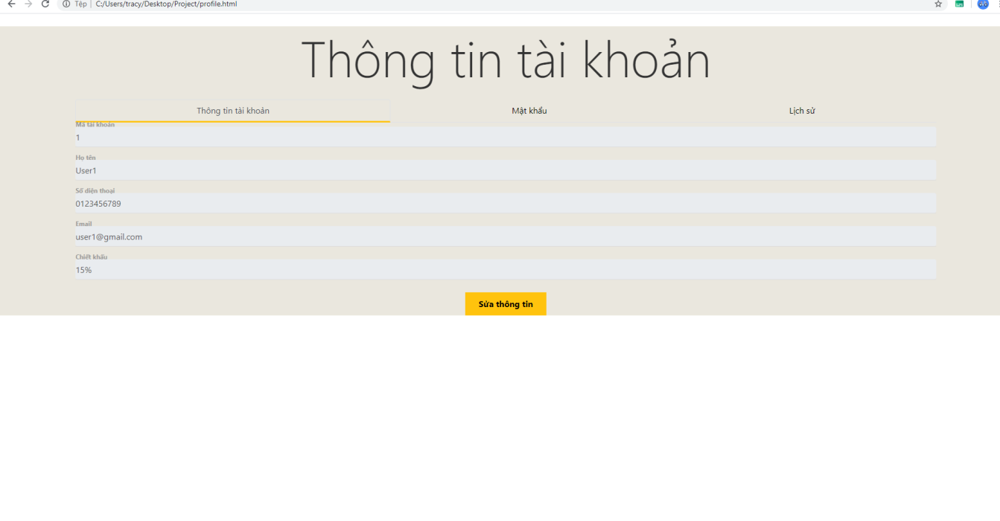 Tệp C:/Users/tracy/Desktop/Project/profile.html
Thông tin tài khoản
Thông tin tài khoản Mật khẩu Lịch sử
Mã tài khoản
1
Họ tên
User1
Số diện thoại
0123456789
Email
user1@gmail.com
Chiết khấu
15%
Sửa thông tin